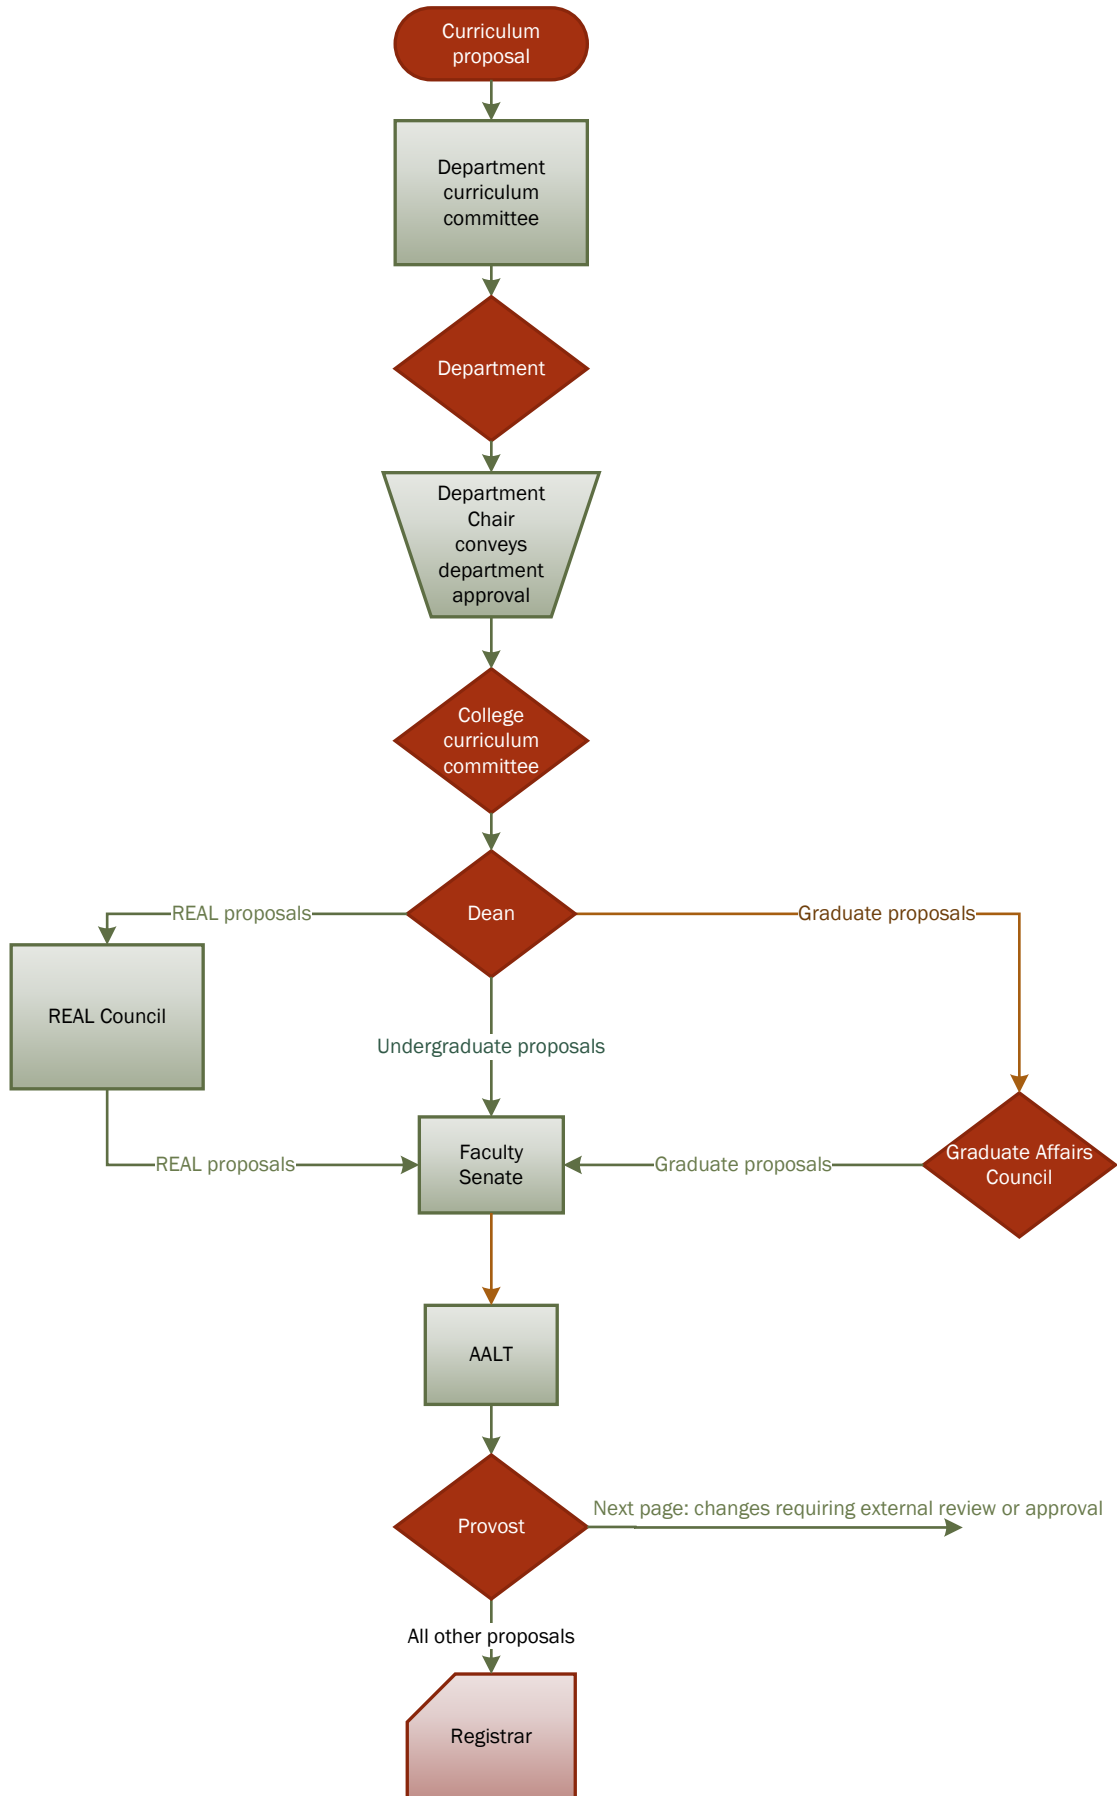 Curriculum
proposal
Department
curriculum
committee
Department
Department
Chair
conveys
department
approval
College
curriculum
committee
Dean
REAL proposals
Graduate proposals
REAL Council
Undergraduate proposals
Faculty
Senate
REAL proposals
Graduate proposals
Graduate Affairs
Council
AALT
Provost
Next page: changes requiring external review or approval
All other proposals
Registrar